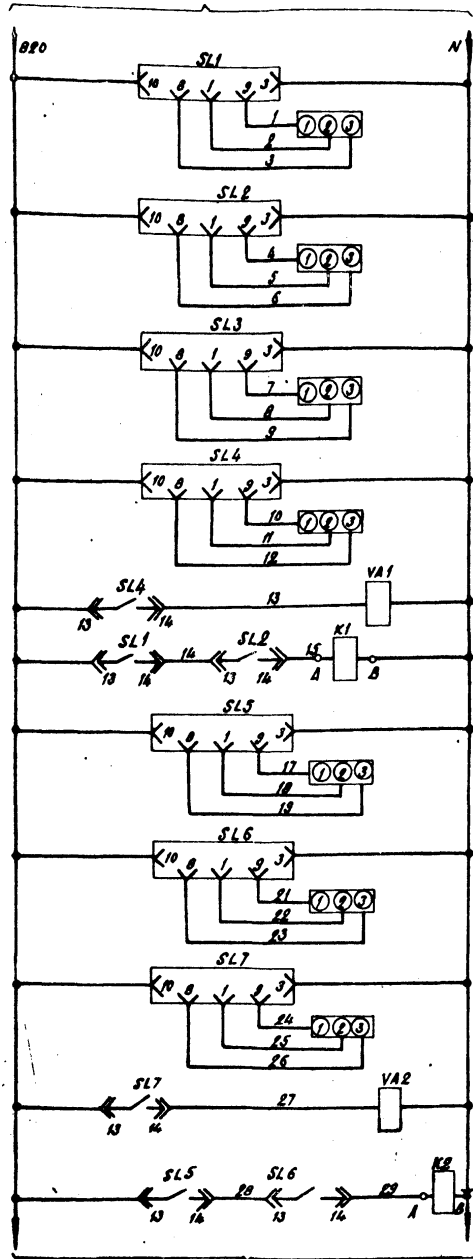 820 N
SL1
10 8 1 9 3
1 1 2 3
2
3
SL2
10 8 1 9 3
4 1 2 3
5
6
SL3
10 8 1 9 3
7 1 2 3
8
9
SL4
10 8 1 9 3
10 1 2 3
11
12
SL4 13 VA1
13 14
SL1 14 SL2 15 K1
13 14 13 14 A B
SL5
10 8 1 9 3
17 1 2 3
18
19
SL6
10 8 1 9 3
21 1 2 3
22
23
SL7
10 8 1 9 3
24 1 2 3
25
26
SL7 27 VA2
13 14
SL5 28 SL6 29 K2
13 14 13 14 A B